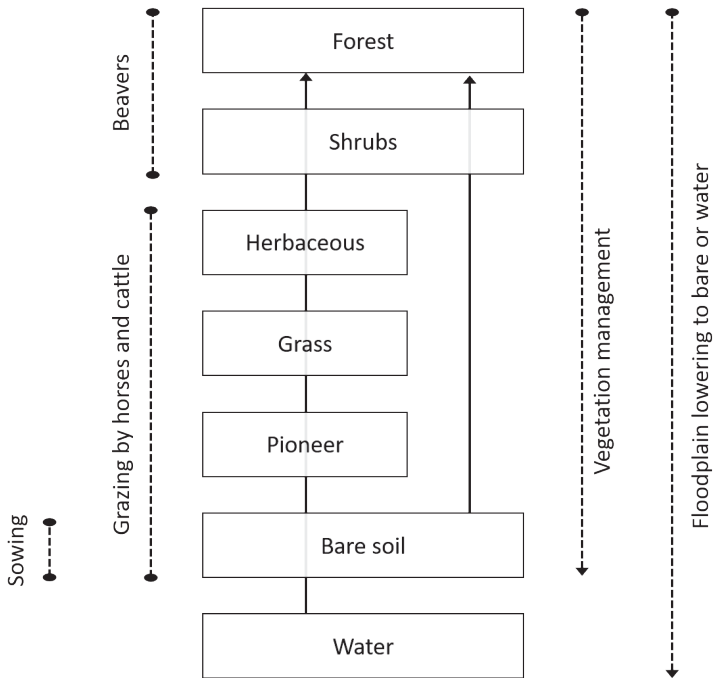 Forest
Shrubs
Herbaceous
Grass
Pioneer
Bare soil
Water
Sowing
Grazing by horses and cattle
Beavers
Vegetation management
Floodplain lowering to bare or water